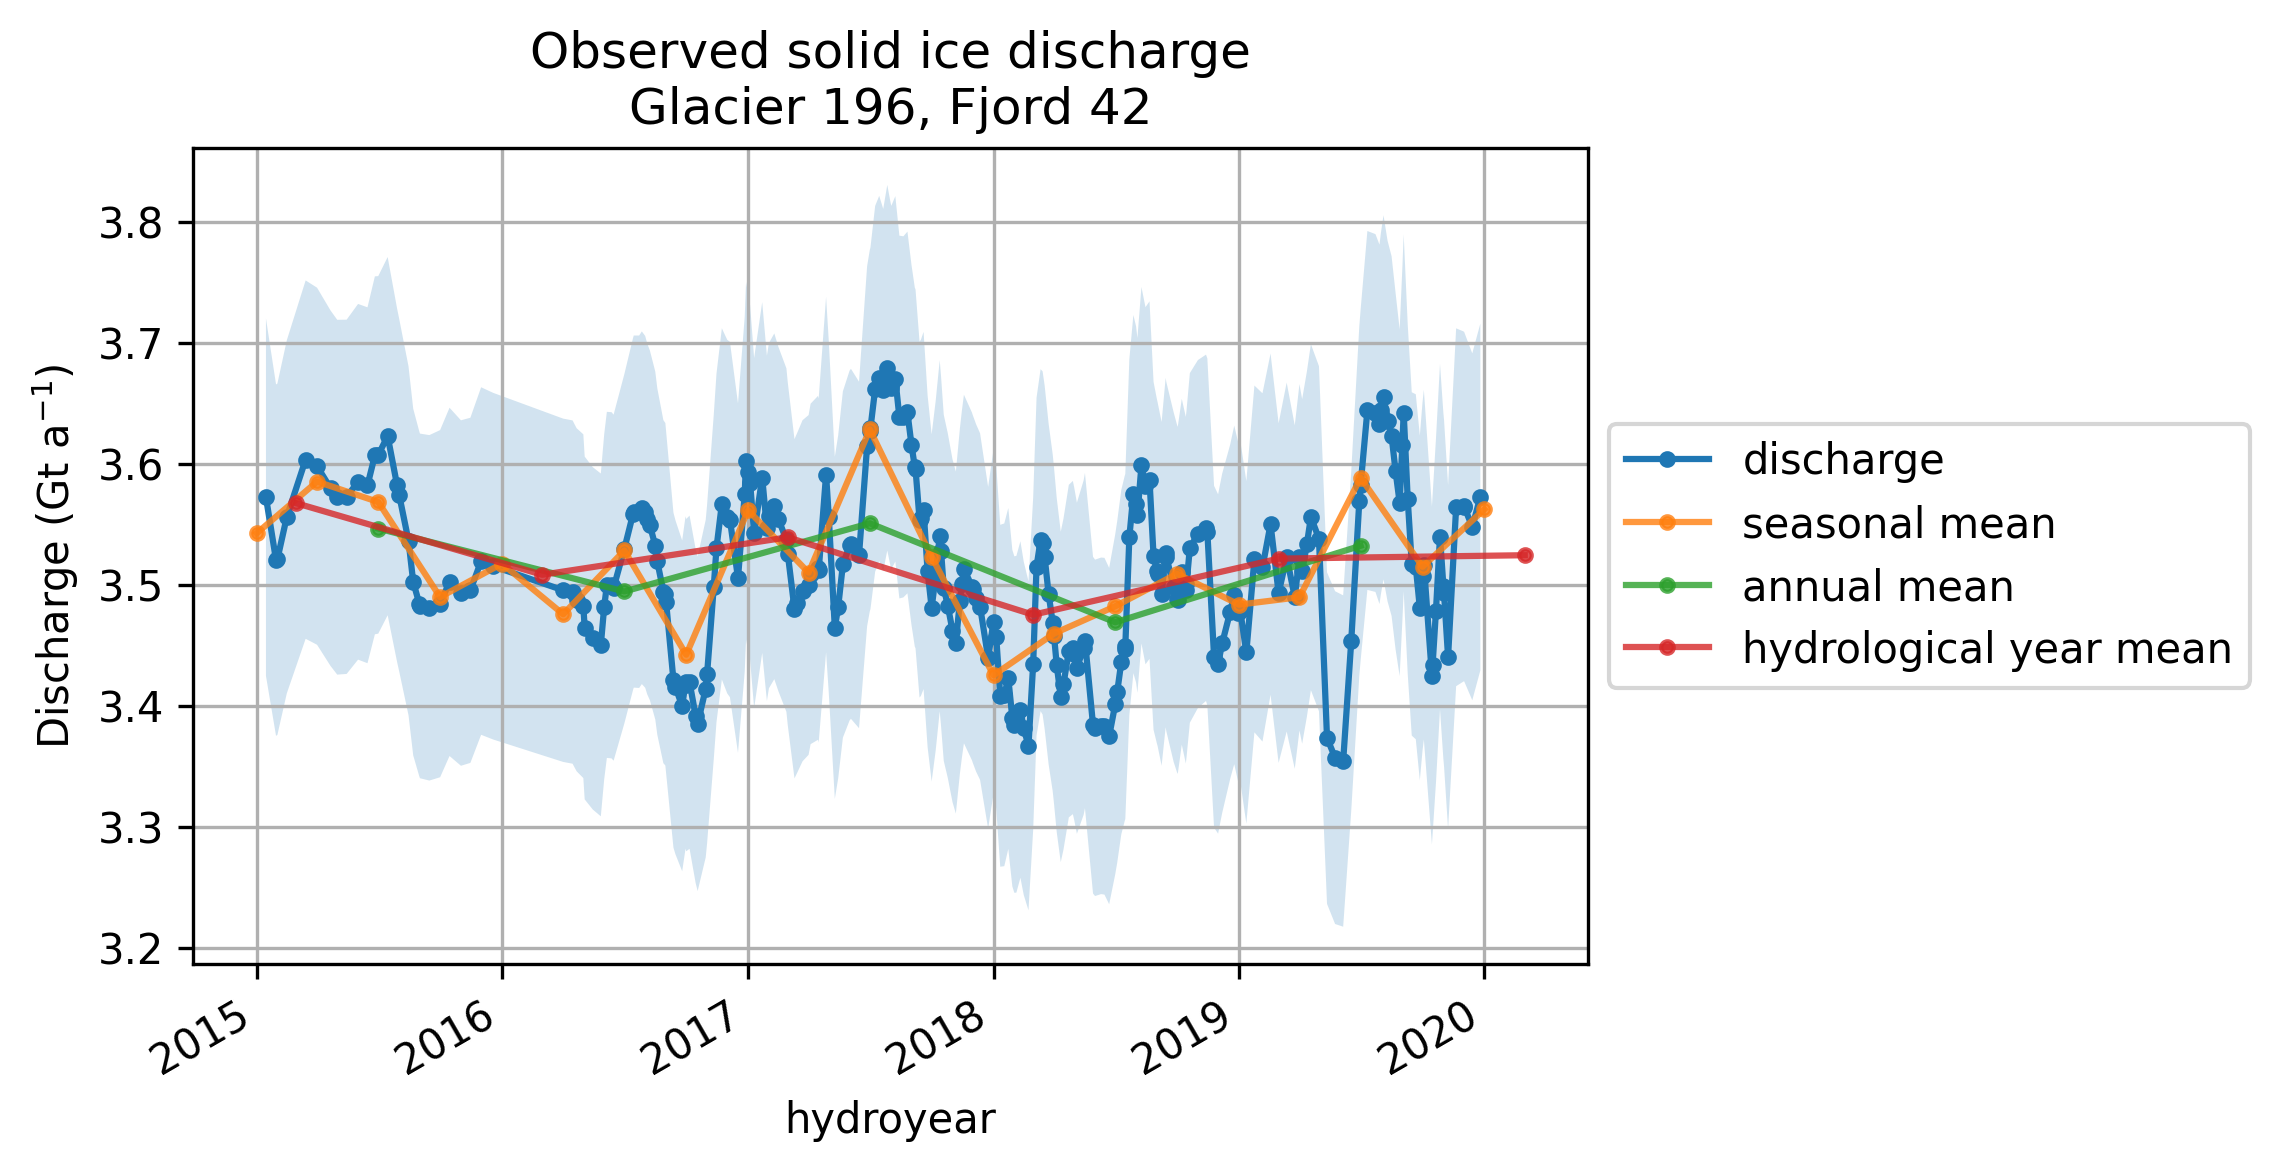 Observed solid ice discharge
Glacier 196, Fjord 42
Discharge (Gt a⁻¹)
3.8
3.7
3.6
3.5
3.4
3.3
3.2
2015
2016
2017
2018
2019
2020
hydroyear
discharge
seasonal mean
annual mean
hydrological year mean